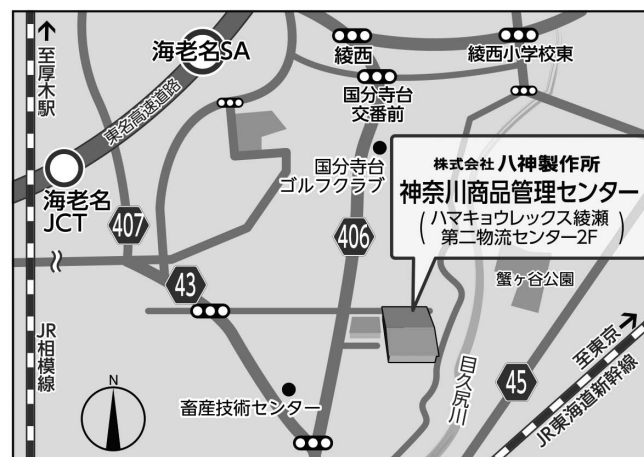 至厚木駅
海老名SA
綾西
綾西小学校東
国分寺台
交番前
東名高速道路
株式会社 八神製作所
神奈川商品管理センター
(ハマキョウレックス綾瀬
第二物流センター2F)
国分寺台
ゴルフクラブ
海老名
JCT
407
406
43
蟹ヶ谷公園
JR相模線
至東京
JR東海道新幹線
目久尻川
45
N
畜産技術センター